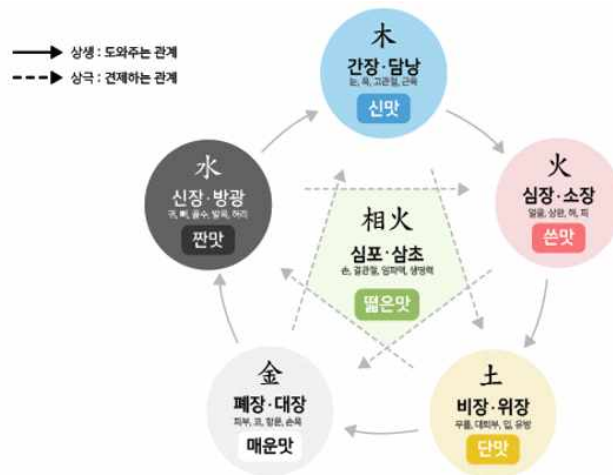 상생 : 도와주는 관계
상극 : 견제하는 관계
木
간장·담낭
눈, 목, 고관절, 근육
신맛
火
심장·소장
얼굴, 상완, 혀, 피
쓴맛
土
비장·위장
무릎, 대퇴부, 입, 유방
단맛
金
폐장·대장
피부, 코, 항문, 손목
매운맛
水
신장·방광
귀, 뼈, 골수, 발목, 허리
짠맛
相火
심포·삼초
손, 견관절, 임파액, 생명력
떫은맛